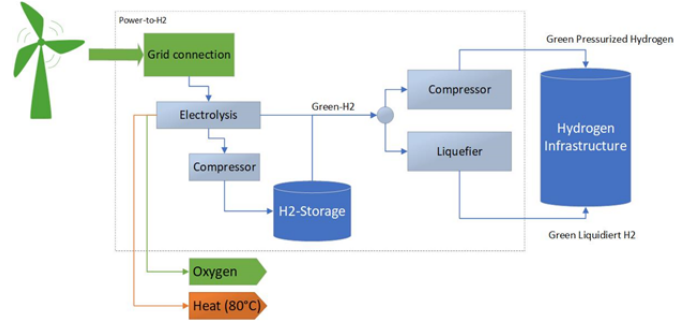 Power-to-H2
Green Pressurized Hydrogen
Grid connection
Compressor
Green-H2
Electrolysis
Hydrogen
Infrastructure
Liquefier
Compressor
H2-Storage
Green Liquidiert H2
Oxygen
Heat (80°C)